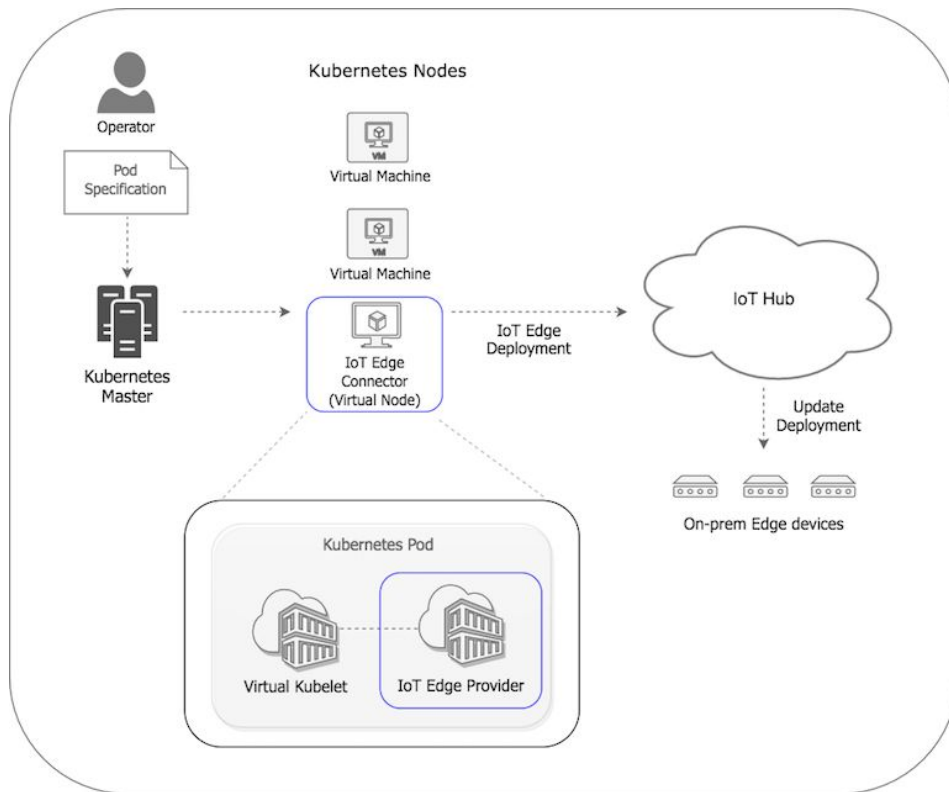 Kubernetes Nodes
Operator
Pod
Specification
VM
Virtual Machine
VM
Virtual Machine
Kubernetes
Master
IoT Edge
Connector
(Virtual Node)
IoT Edge
Deployment
IoT Hub
Update
Deployment
On-prem Edge devices
Kubernetes Pod
Virtual Kubelet
IoT Edge Provider